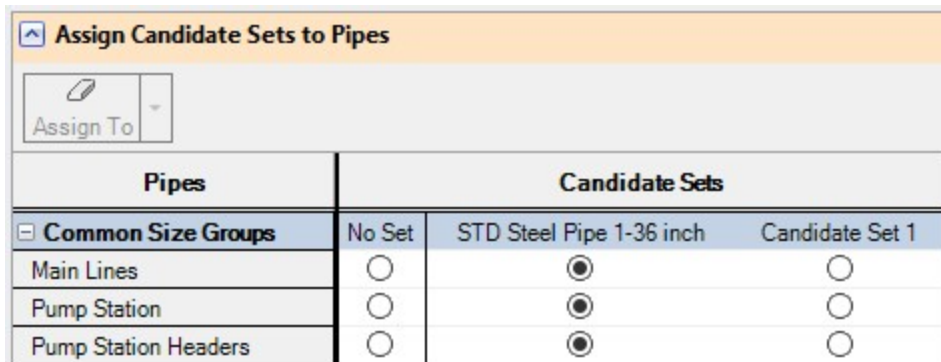 Assign Candidate Sets to Pipes
Assign To
Pipes Candidate Sets
Common Size Groups No Set STD Steel Pipe 1-36 inch Candidate Set 1
Main Lines
Pump Station
Pump Station Headers